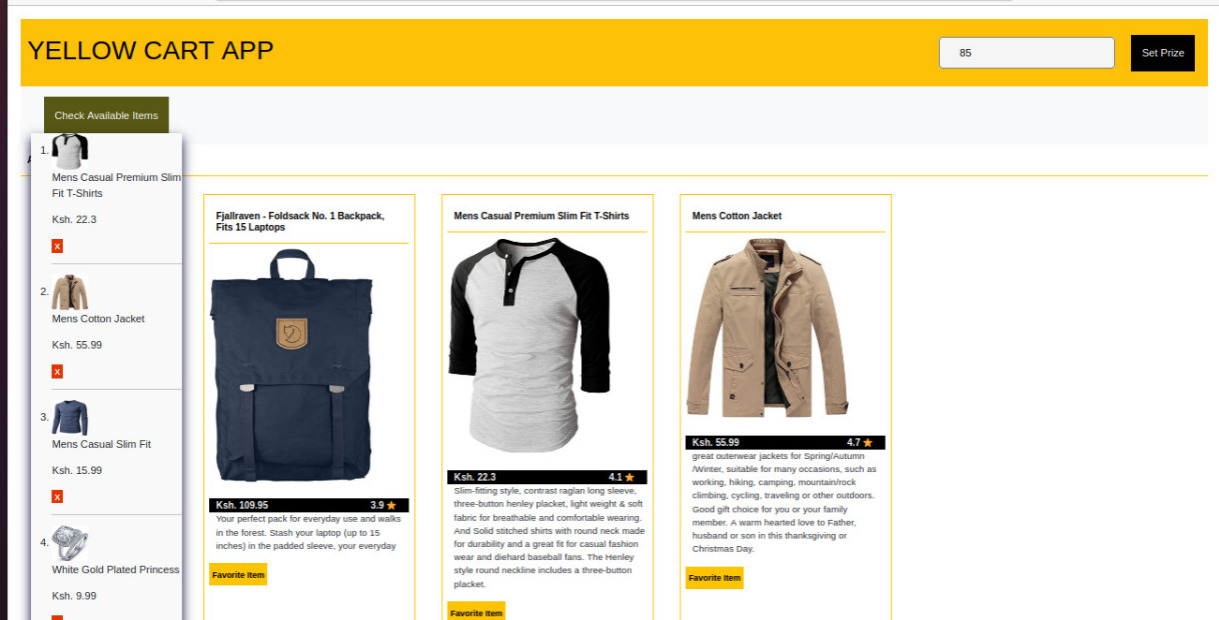 YELLOW CART APP
85
Set Prize
Check Available Items
1.
Mens Casual Premium Slim
Fit T-Shirts
Ksh. 22.3
x
2.
Mens Cotton Jacket
Ksh. 55.99
x
3.
Mens Casual Slim Fit
Ksh. 15.99
x
4.
White Gold Plated Princess
Ksh. 9.99
Fjallraven - Foldsack No. 1 Backpack,
Fits 15 Laptops
Ksh. 109.95 3.9
Your perfect pack for everyday use and walks
in the forest. Stash your laptop (up to 15
inches) in the padded sleeve, your everyday
Favorite Item
Mens Casual Premium Slim Fit T-Shirts
Ksh. 22.3 4.1
Slim-fitting style, contrast raglan long sleeve,
three-button henley placket, light weight & soft
fabric for breathable and comfortable wearing.
And Solid stitched shirts with round neck made
for durability and a great fit for casual fashion
wear and diehard baseball fans. The Henley
style round neckline includes a three-button
placket.
Favorite Item
Mens Cotton Jacket
Ksh. 55.99 4.7
great outerwear jackets for Spring/Autumn
/Winter, suitable for many occasions, such as
working, hiking, camping, mountain/rock
climbing, cycling, traveling or other outdoors.
Good gift choice for you or your family
member. A warm hearted love to Father,
husband or son in this thanksgiving or
Christmas Day.
Favorite Item